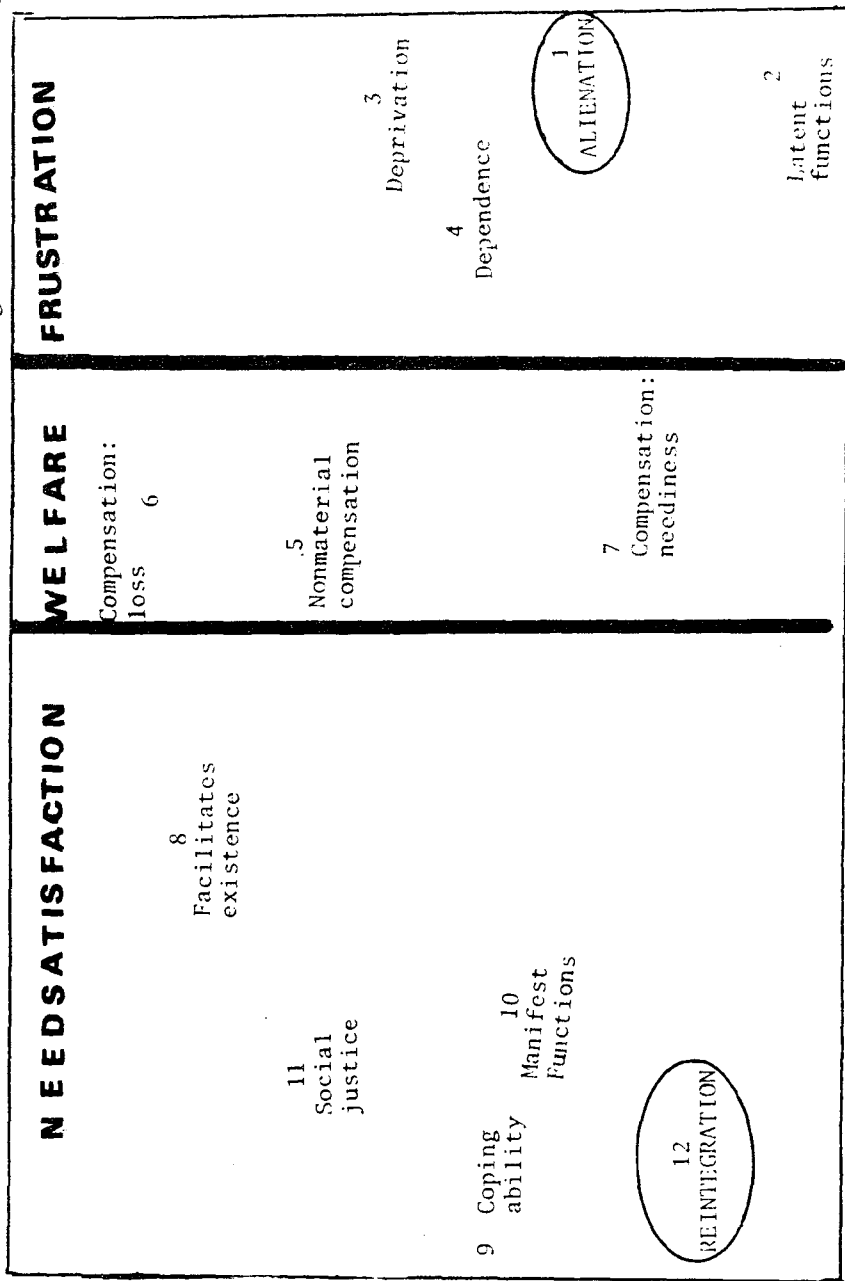 NEEDSATISFACTION
8
Facilitates
existence
11
Social
justice
10
Manifest
Functions
9 Coping
ability
12
REINTEGRATION
WELFARE
Compensation:
loss 6
.5
Nonmaterial
compensation
7
Compensation:
neediness
FRUSTRATION
3
Deprivation
4
Dependence
1
ALIENATION
2
Latent
functions